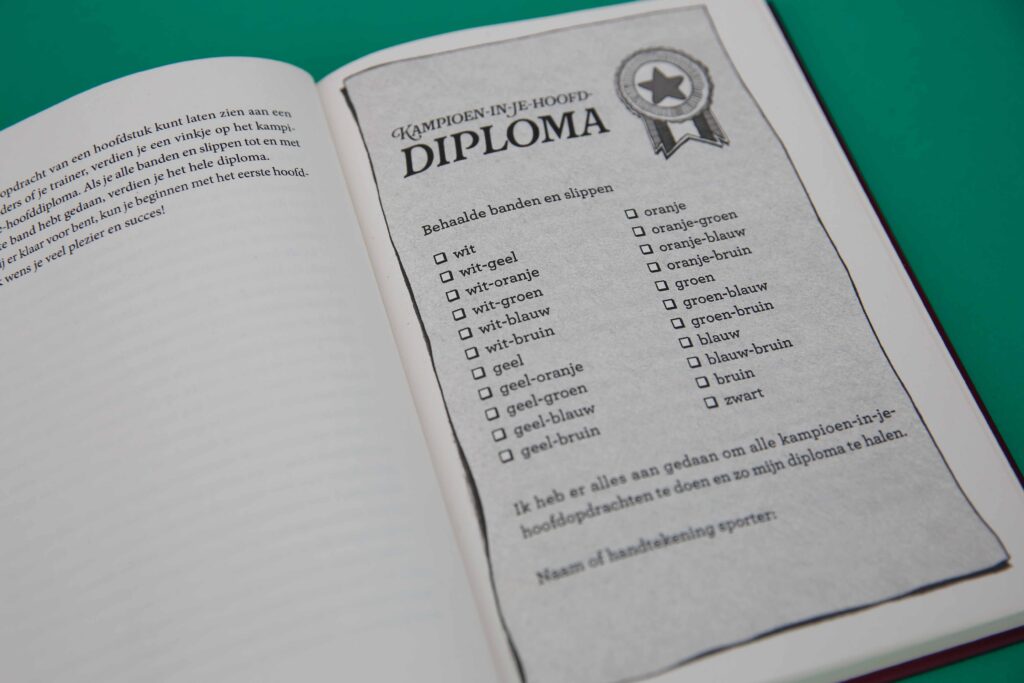 opdracht van een hoofdstuk kunt laten zien aan een
ders of je trainer, verdien je een vinkje op het kampi-
e-hoofddiploma. Als je alle banden en slippen tot en met
te band hebt gedaan, verdien je het hele diploma.
ij er klaar voor bent, kun je beginnen met het eerste hoofd-
k wens je veel plezier en succes!
KAMPIOEN-IN-JE-HOOFD-
DIPLOMA
Behaalde banden en slippen
wit
wit-geel
wit-oranje
wit-groen
wit-blauw
wit-bruin
geel
geel-oranje
geel-groen
geel-blauw
geel-bruin
oranje
oranje-groen
oranje-blauw
oranje-bruin
groen
groen-blauw
groen-bruin
blauw
blauw-bruin
bruin
zwart
Ik heb er alles aan gedaan om alle kampioen-in-je-
hoofdopdrachten te doen en zo mijn diploma te halen.
Naam of handtekening sporter: